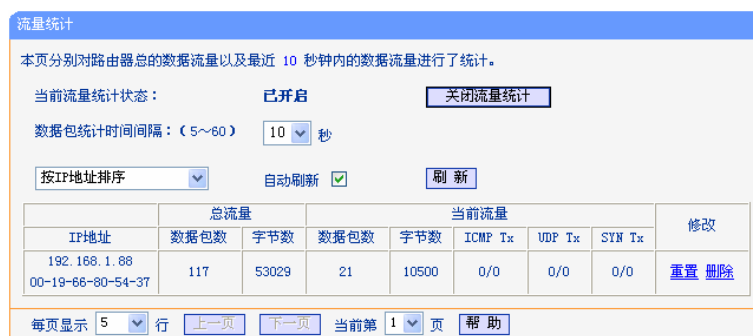 流量统计
本页分别对路由器总的数据流量以及最近 10 秒钟内的数据流量进行了统计。
当前流量统计状态： 已开启 关闭流量统计
数据包统计时间间隔：（5～60） 10 秒
按IP地址排序 自动刷新 刷 新
总流量 当前流量 修改
IP地址 数据包数 字节数 数据包数 字节数 ICMP Tx UDP Tx SYN Tx
192.168.1.88
00-19-66-80-54-37 117 53029 21 10500 0/0 0/0 0/0 重置 删除
每页显示 5 行 上一页 下一页 当前第 1 页 帮 助